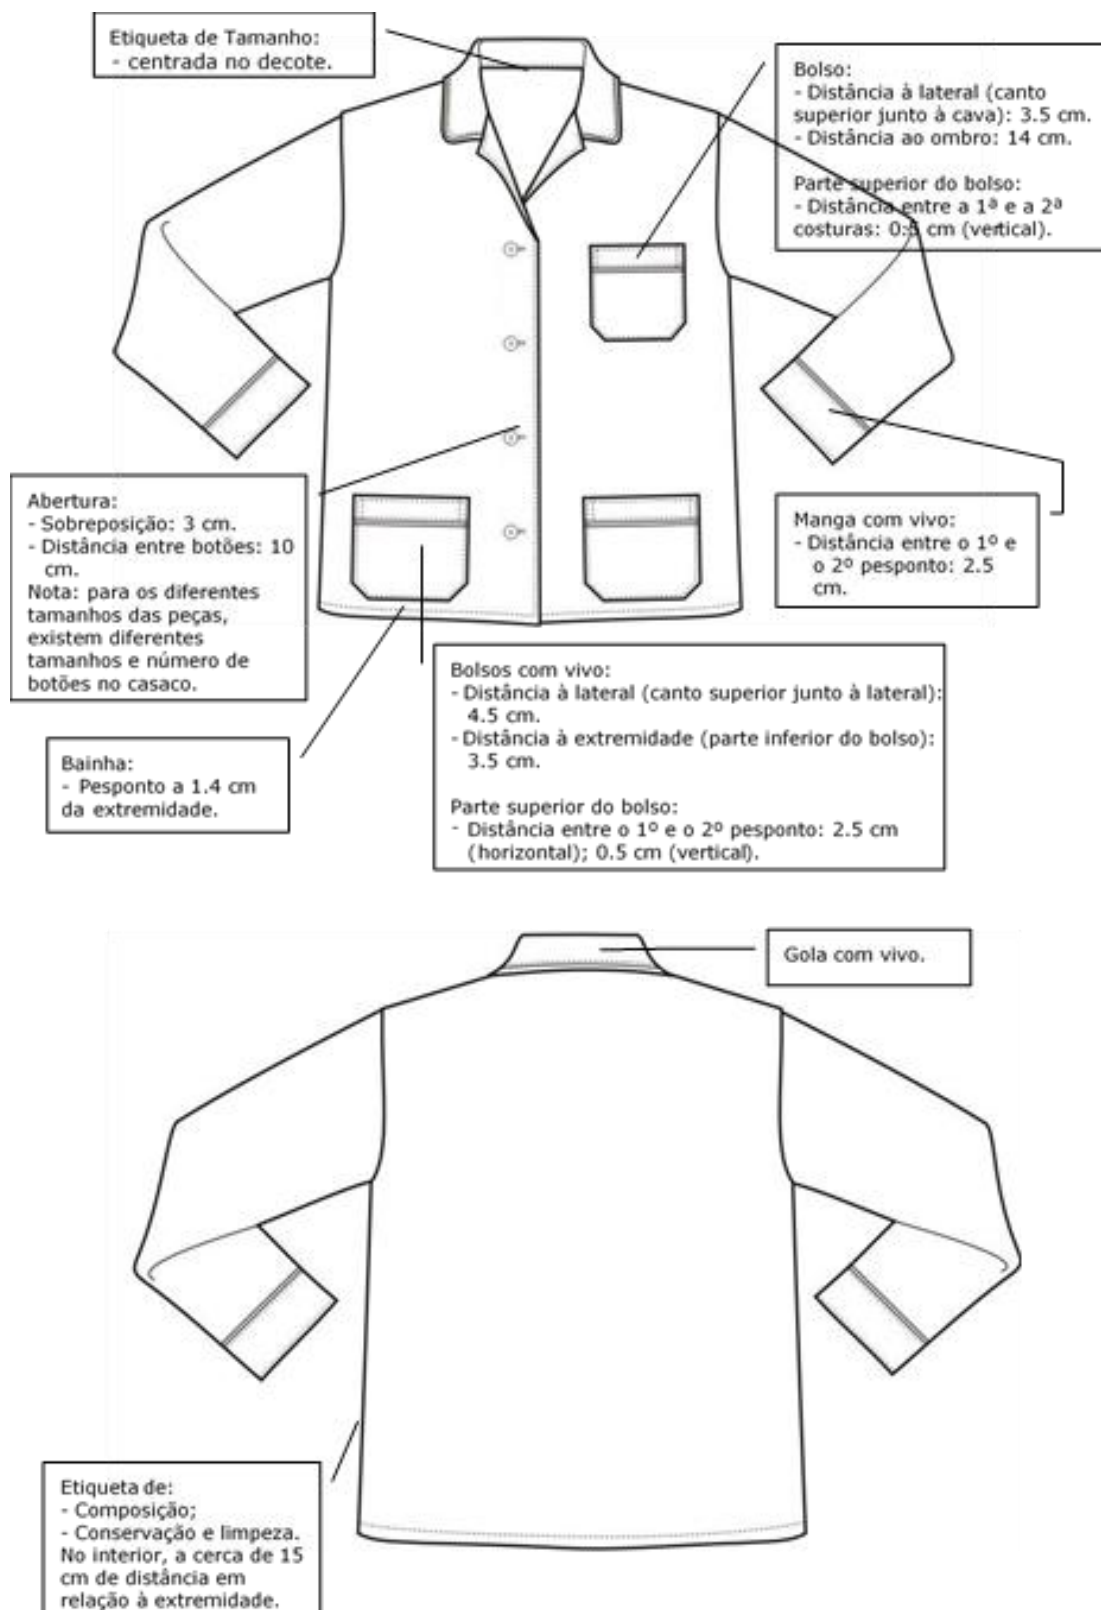 Etiqueta de Tamanho:
- centrada no decote.
Bolso:
- Distância à lateral (canto
superior junto à cava): 3.5 cm.
- Distância ao ombro: 14 cm.
Parte superior do bolso:
- Distância entre a 1ª e a 2ª
costuras: 0.5 cm (vertical).
Abertura:
- Sobreposição: 3 cm.
- Distância entre botões: 10
cm.
Nota: para os diferentes
tamanhos das peças,
existem diferentes
tamanhos e número de
botões no casaco.
Manga com vivo:
- Distância entre o 1º e
o 2º pesponto: 2.5
cm.
Bolsos com vivo:
- Distância à lateral (canto superior junto à lateral):
4.5 cm.
- Distância à extremidade (parte inferior do bolso):
3.5 cm.
Parte superior do bolso:
- Distância entre o 1º e o 2º pesponto: 2.5 cm
(horizontal); 0.5 cm (vertical).
Bainha:
- Pesponto a 1.4 cm
da extremidade.
Gola com vivo.
Etiqueta de:
- Composição;
- Conservação e limpeza.
No interior, a cerca de 15
cm de distância em
relação à extremidade.